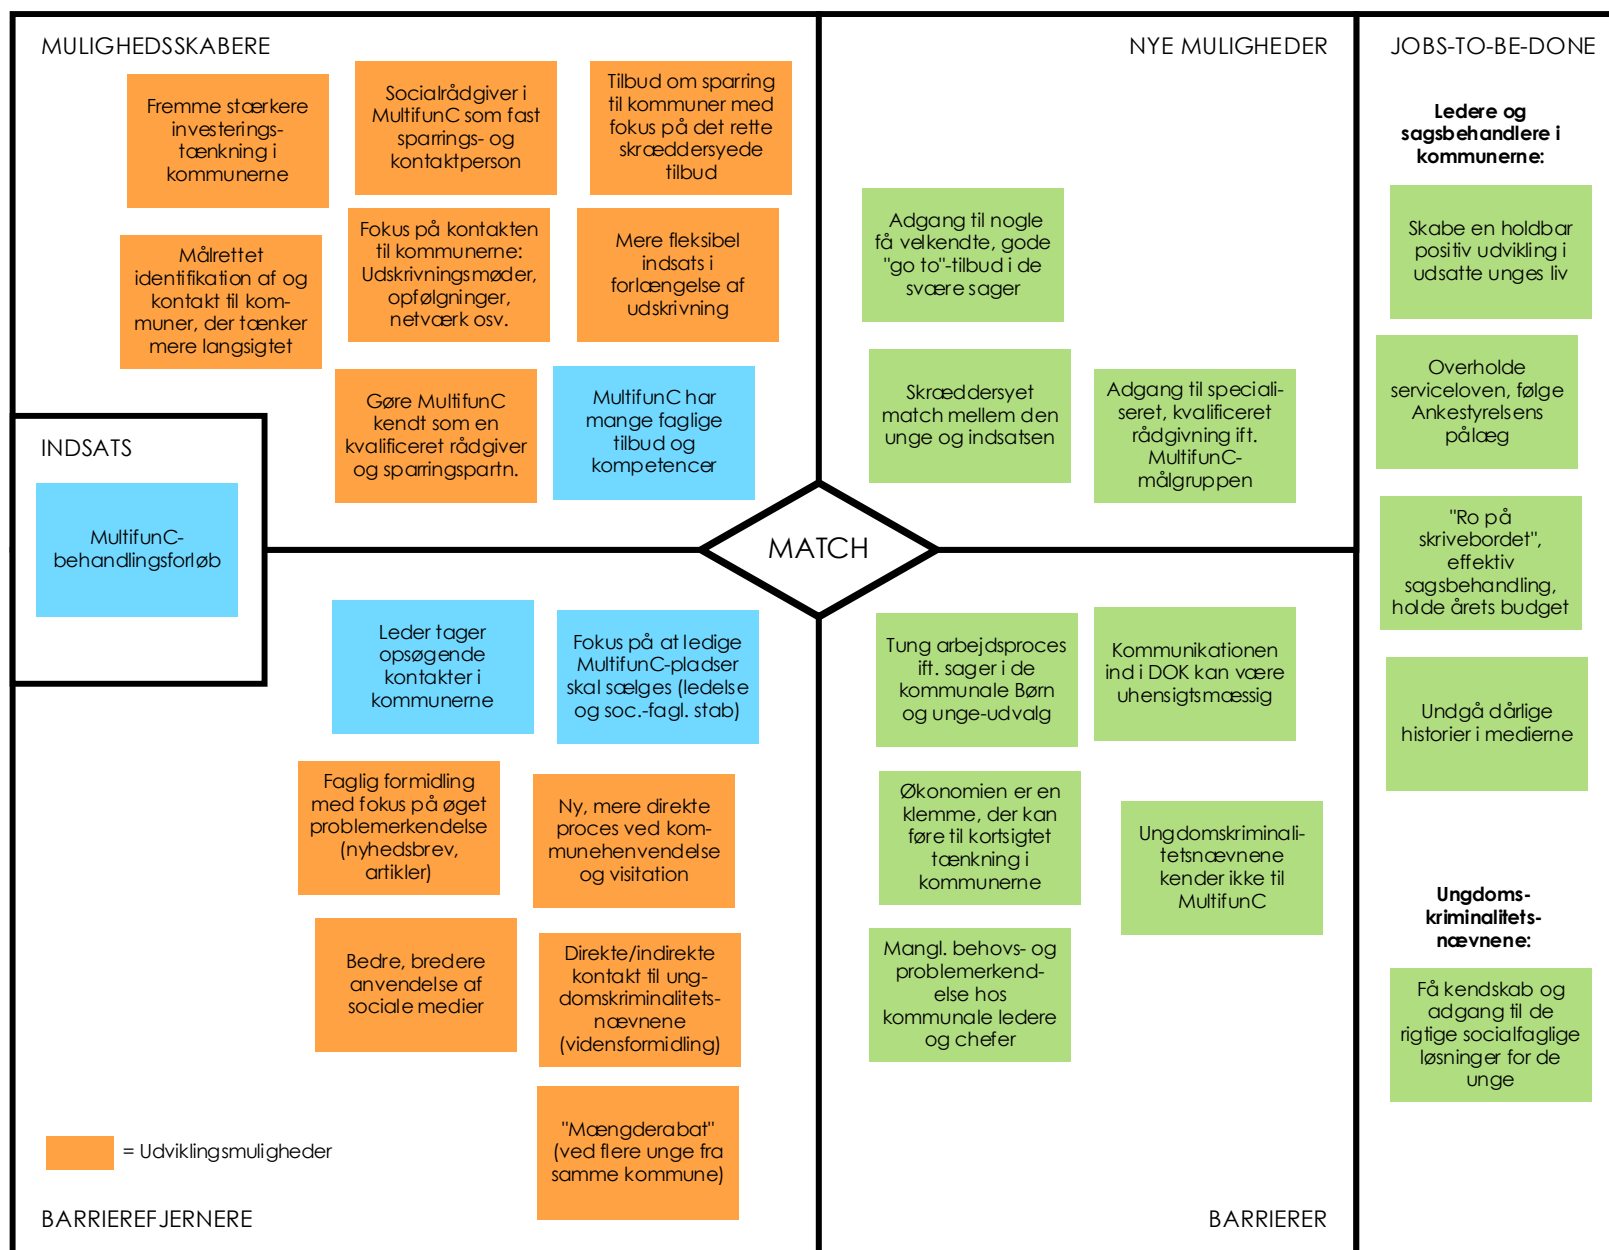 MULIGHEDSSKABERE
Fremme stærkere
investerings-
tænkning i
kommunerne
Socialrådgiver i
MultifunC som fast
sparrings- og
kontaktperson
Tilbud om sparring
til kommuner med
fokus på det rette
skræddersyede
tilbud
Målrettet
identifikation af og
kontakt til kom-
muner, der tænker
mere langsigtet
Fokus på kontakten
til kommunerne:
Udskrivningsmøder,
opfølgninger,
netværk osv.
Mere fleksibel
indsats i
forlængelse af
udskrivning
Gøre MultifunC
kendt som en
kvalificeret rådgiver
og sparringspartn.
MultifunC har
mange faglige
tilbud og
kompetencer
INDSATS
MultifunC-
behandlingsforløb
MATCH
NYE MULIGHEDER
Adgang til nogle
få velkendte, gode
"go to"-tilbud i de
svære sager
Skræddersyet
match mellem den
unge og indsatsen
Adgang til speciali-
seret, kvalificeret
rådgivning ift.
MultifunC-
målgruppen
JOBS-TO-BE-DONE
Ledere og
sagsbehandlere i
kommunerne:
Skabe en holdbar
positiv udvikling i
udsatte unges liv
Overholde
serviceloven, følge
Ankestyrelsens
pålæg
"Ro på
skrivebordet",
effektiv
sagsbehandling,
holde årets budget
Undgå dårlige
historier i medierne
Ungdoms-
kriminalitets-
nævnene:
Få kendskab og
adgang til de
rigtige socialfaglige
løsninger for de
unge
Leder tager
opsøgende
kontakter i
kommunerne
Fokus på at ledige
MultifunC-pladser
skal sælges (ledelse
og soc.-fagl. stab)
Faglig formidling
med fokus på øget
problemerkendelse
(nyhedsbrev,
artikler)
Ny, mere direkte
proces ved kom-
munehenvendelse
og visitation
Bedre, bredere
anvendelse af
sociale medier
Direkte/indirekte
kontakt til ung-
domskriminalitets-
nævnene
(vidensformidling)
"Mængderabat"
(ved flere unge fra
samme kommune)
= Udviklingsmuligheder
BARRIEREFJERNERE
Tung arbejdsproces
ift. sager i de
kommunale Børn
og unge-udvalg
Kommunikationen
ind i DOK kan være
uhensigtsmæssig
Økonomien er en
klemme, der kan
føre til kortsigtet
tænkning i
kommunerne
Ungdomskriminali-
tetsnævnene
kender ikke til
MultifunC
Mangl. behovs- og
problemerkend-
else hos
kommunale ledere
og chefer
BARRIERER